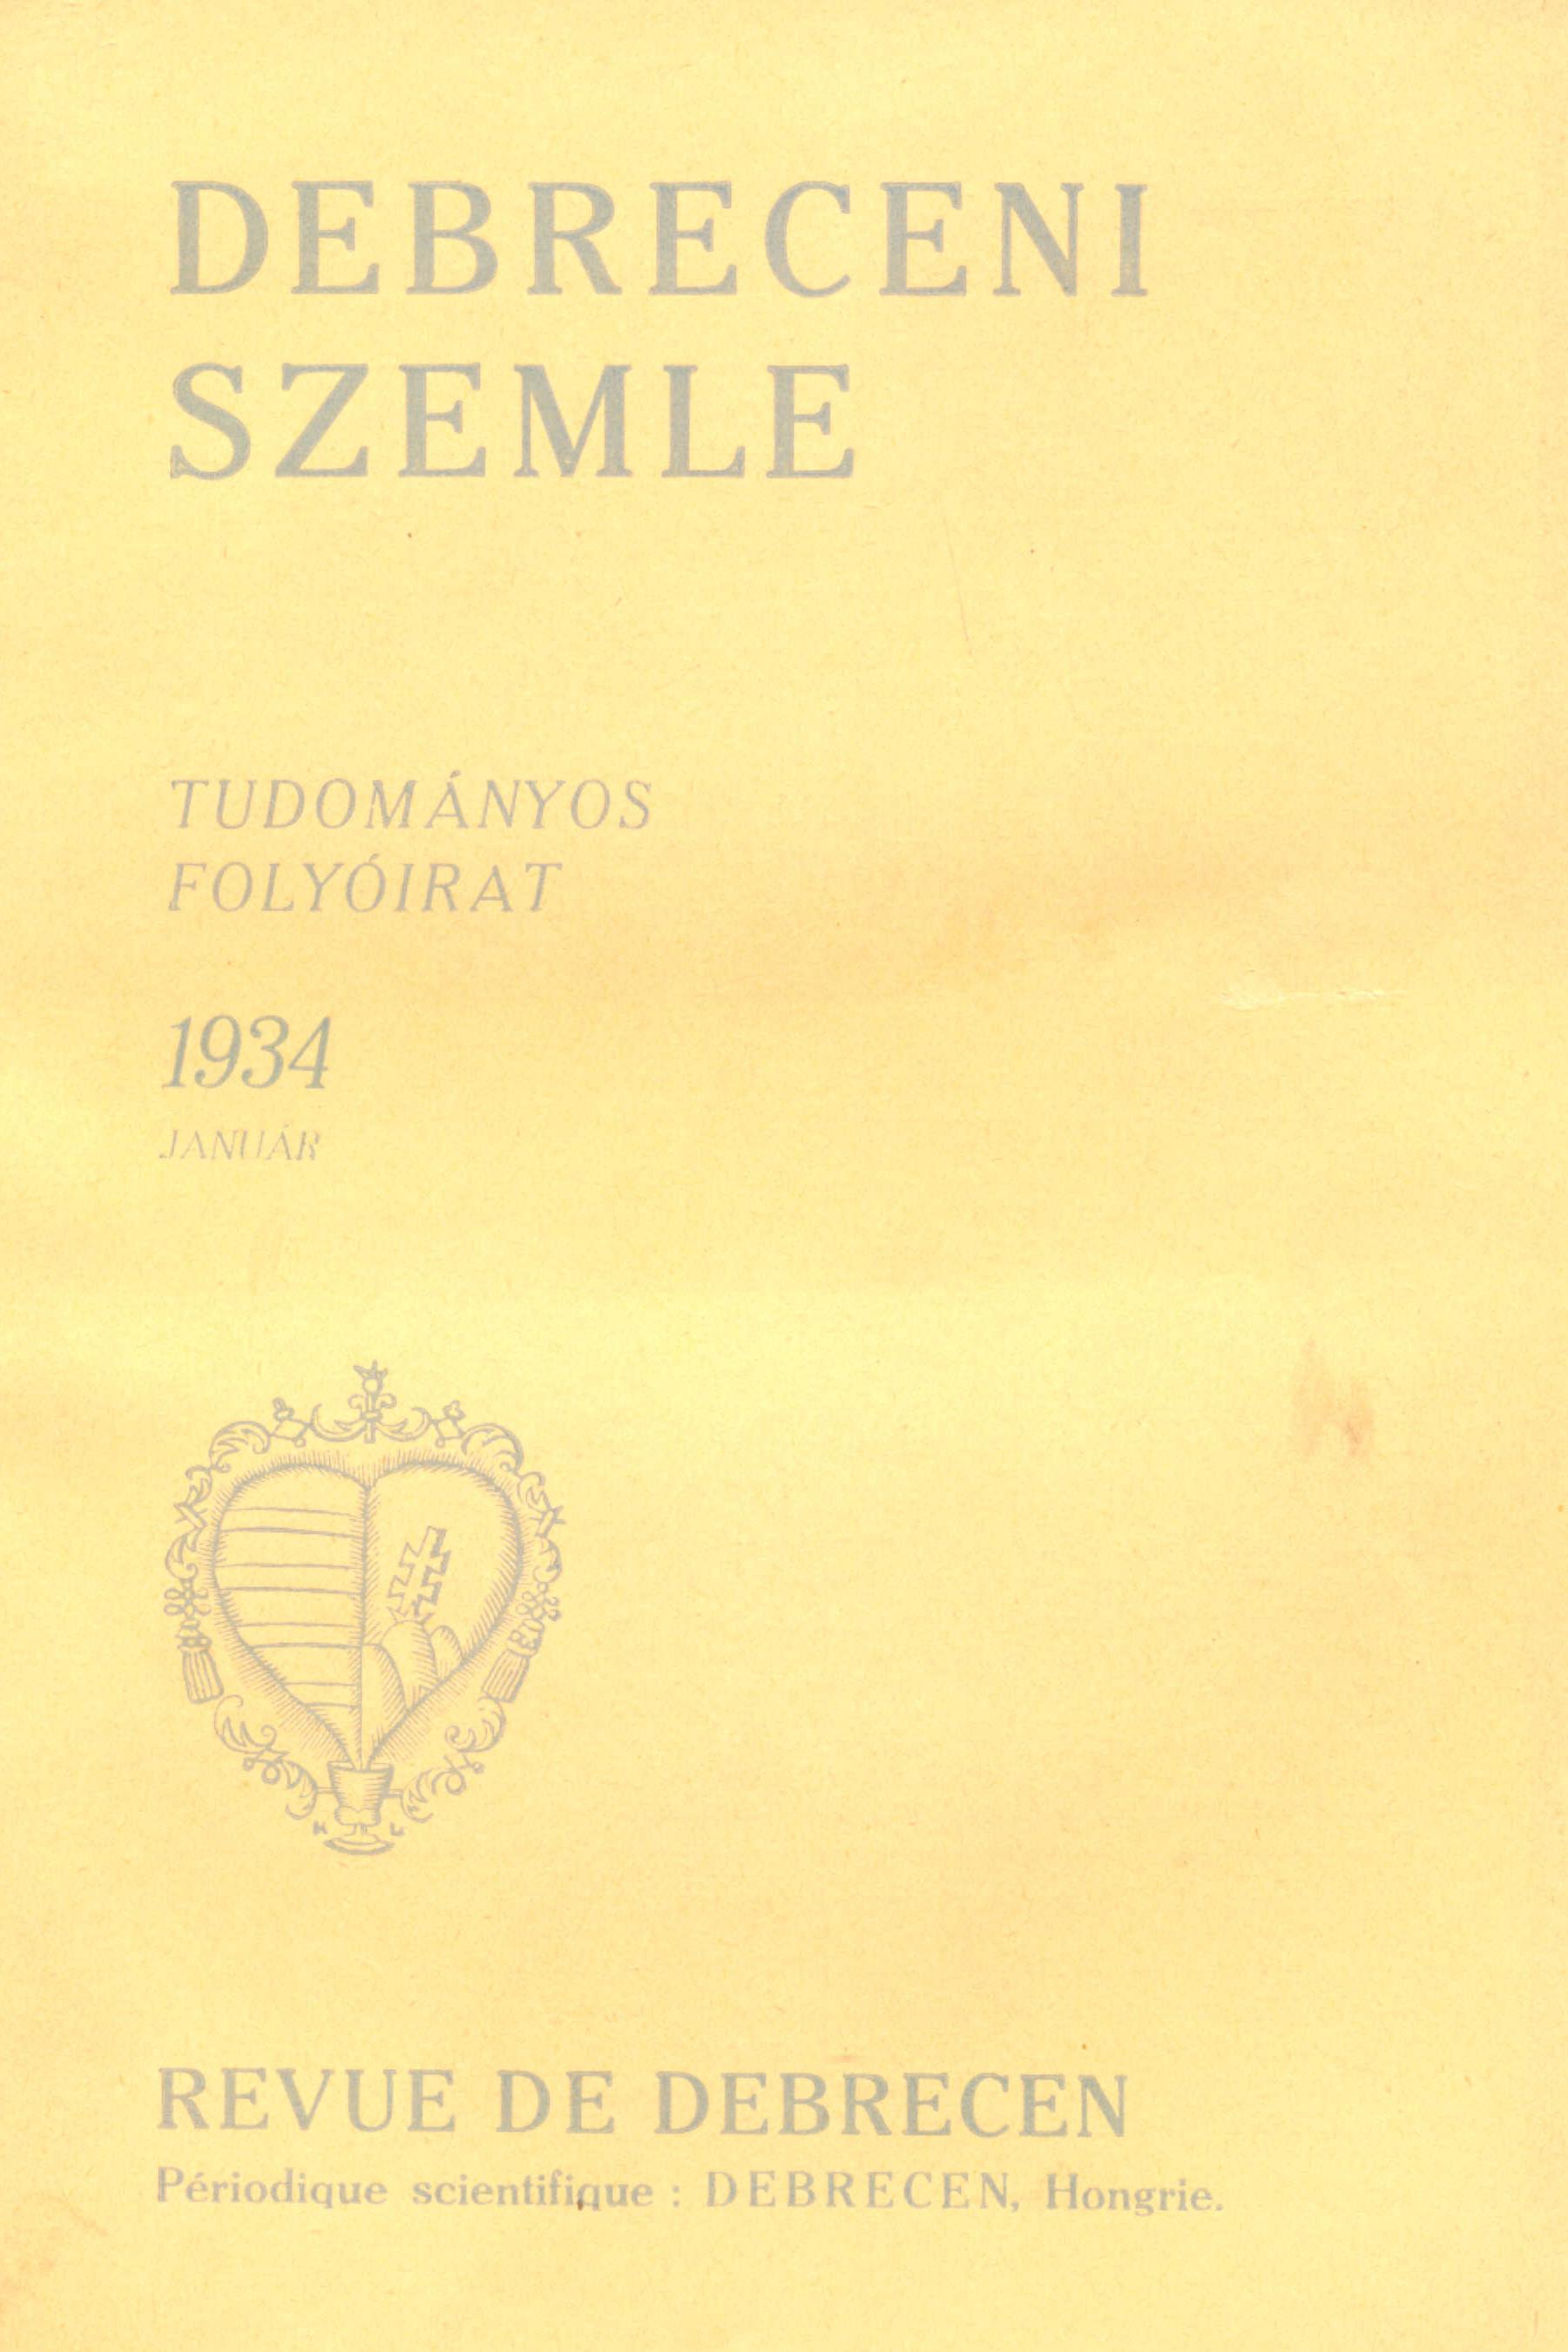 DEBRECENI
SZEMLE
TUDOMÁNYOS
FOLYÓIRAT
1934
JANUÁR
K L
REVUE DE DEBRECEN
Périodique scientifique : DEBRECEN, Hongrie.